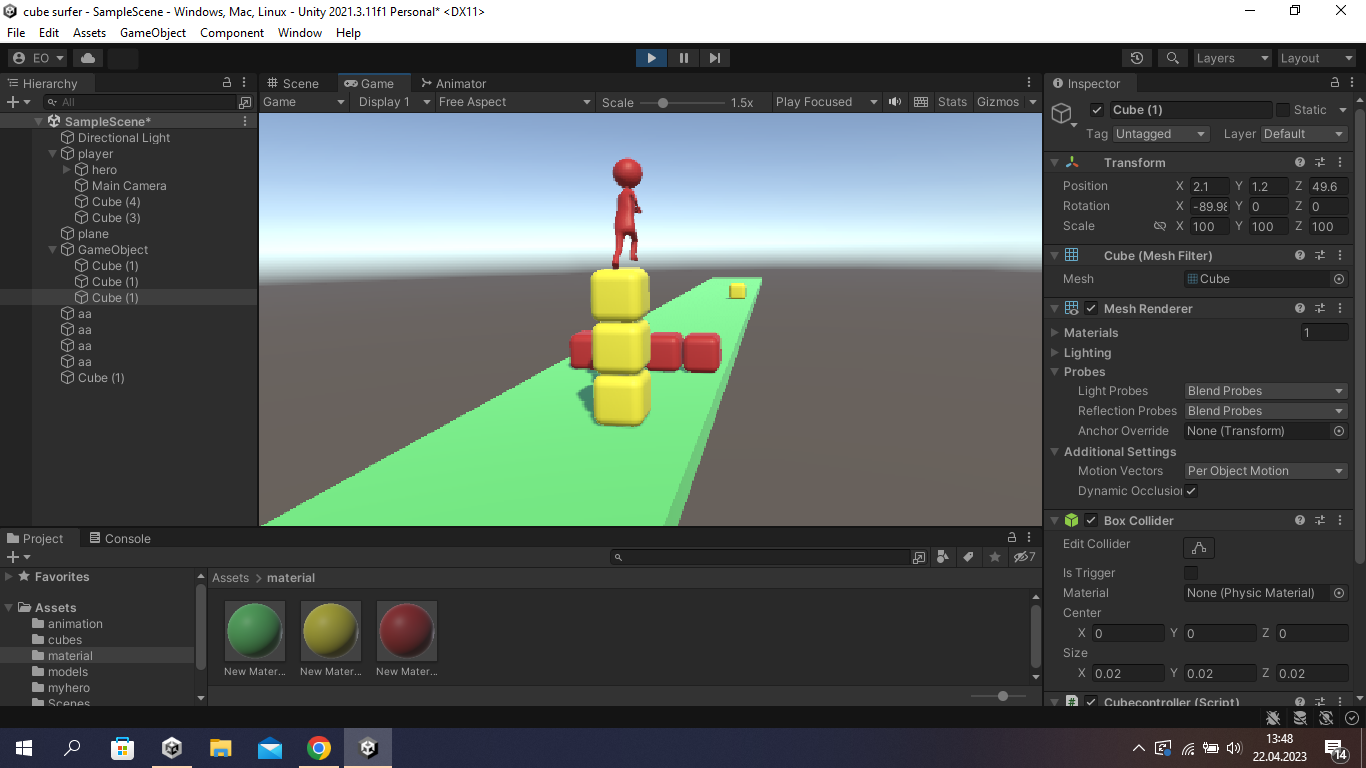 cube surfer - SampleScene - Windows, Mac, Linux - Unity 2021.3.11f1 Personal* <DX11>
File Edit Assets GameObject Component Window Help
EO Layers Layout
Hierarchy Scene Game Animator Inspector
All Game Display 1 Free Aspect Scale 1.5x Play Focused Stats Gizmos Cube (1) Static
SampleScene*
Tag Untagged Layer Default
Directional Light
player
Transform
hero
Position X 2.1 Y 1.2 Z 49.6
Main Camera
Rotation X -89.98 Y 0 Z 0
Cube (4)
Scale X 100 Y 100 Z 100
Cube (3)
plane
GameObject
Cube (Mesh Filter)
Cube (1)
Mesh Cube
Cube (1)
Cube (1)
Mesh Renderer
aa
Materials 1
aa
Lighting
aa
Probes
aa
Light Probes Blend Probes
Cube (1)
Reflection Probes Blend Probes
Anchor Override None (Transform)
Additional Settings
Motion Vectors Per Object Motion
Dynamic Occlusion
Box Collider
Project Console
Edit Collider
7
Favorites Assets > material
Is Trigger
Material None (Physic Material)
Assets
Center
animation
X 0 Y 0 Z 0
cubes
Size
material
X 0.02 Y 0.02 Z 0.02
models New Mater... New Mater... New Mater...
myhero
Scenes
Cubecontroller (Script)
13:48
22.04.2023
14